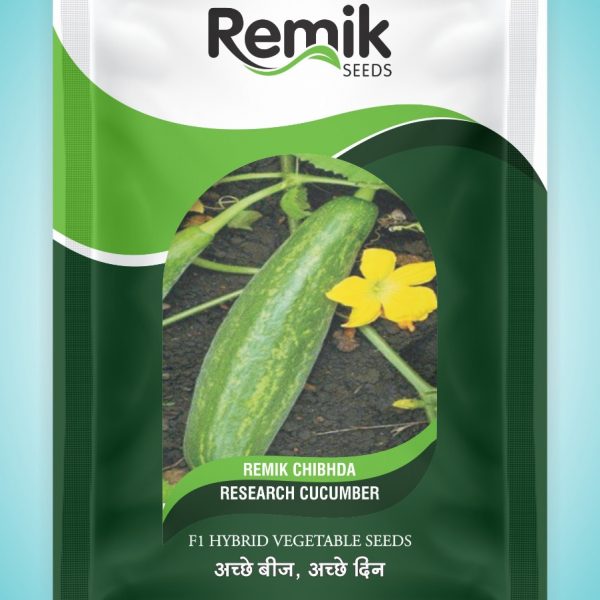 Remik
SEEDS
REMIK CHIBHDA
RESEARCH CUCUMBER
F1 HYBRID VEGETABLE SEEDS
अच्छे बीज, अच्छे दिन